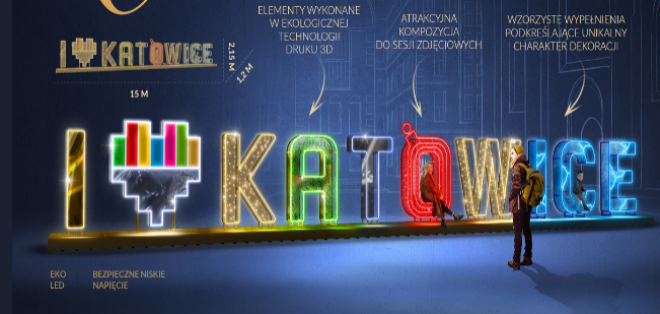 ELEMENTY WYKONANE
W EKOLOGICZNEJ
TECHNOLOGII
DRUKU 3D
ATRAKCYJNA
KOMPOZYCJA
DO SESJI ZDJĘCIOWYCH
WZORZYSTE WYPEŁNIENIA
PODKREŚLAJĄCE UNIKALNY
CHARAKTER DEKORACJI
I KATOWICE
2,15 M
1,2 M
15 M
I KATOWICE
EKO
LED
BEZPIECZNE NISKIE
NAPIĘCIE